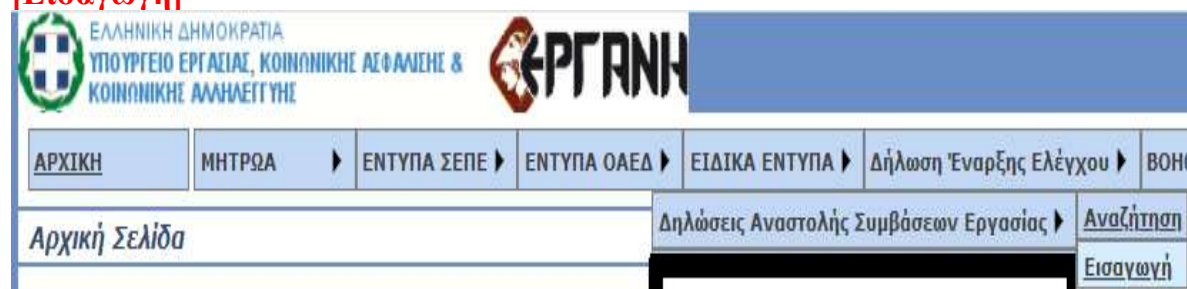 [Εισαγωγή]
ΕΛΛΗΝΙΚΗ ΔΗΜΟΚΡΑΤΙΑ
ΥΠΟΥΡΓΕΙΟ ΕΡΓΑΣΙΑΣ, ΚΟΙΝΩΝΙΚΗΣ ΑΣΦΑΛΙΣΗΣ &
ΚΟΙΝΩΝΙΚΗΣ ΑΛΛΗΛΕΓΓΥΗΣ
ΕΡΓΑΝΗ
ΑΡΧΙΚΗ ΜΗΤΡΩΑ ΕΝΤΥΠΑ ΣΕΠΕ ΕΝΤΥΠΑ ΟΑΕΔ ΕΙΔΙΚΑ ΕΝΤΥΠΑ Δήλωση Έναρξης Ελέγχου
Αρχική Σελίδα
Δηλώσεις Αναστολής Συμβάσεων Εργασίας Αναζήτηση
Εισαγωγή